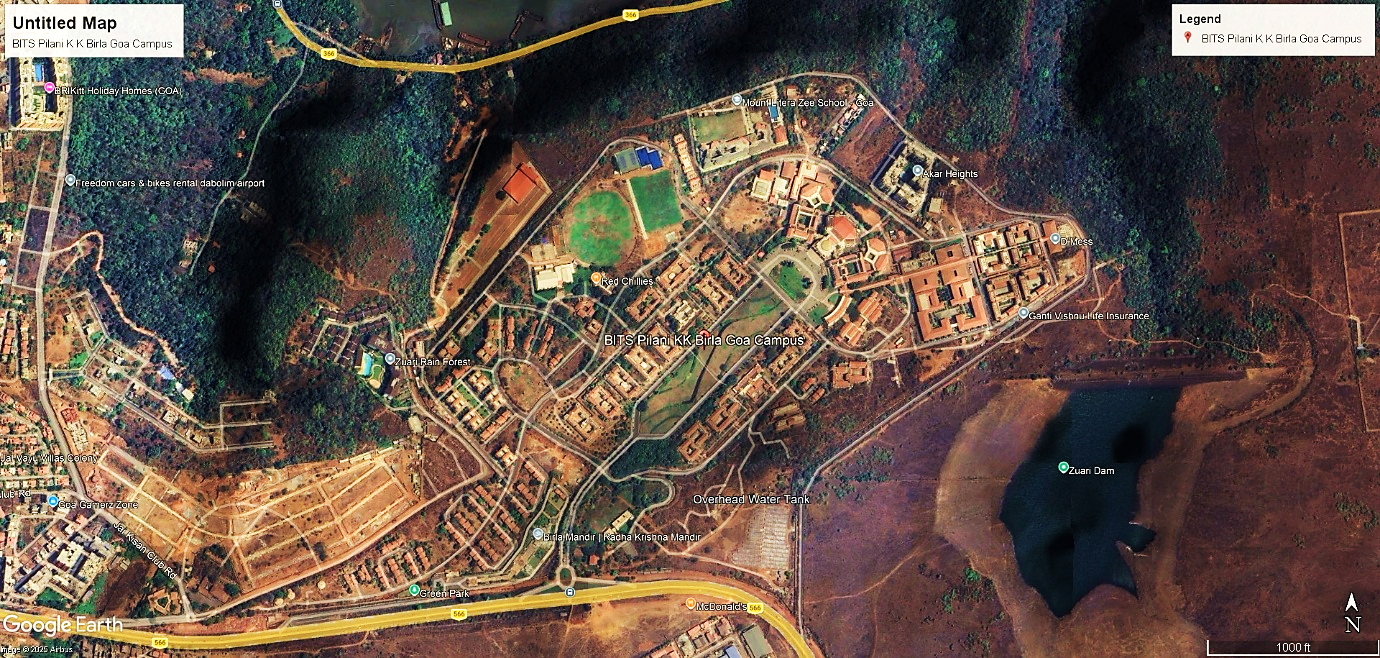 Untitled Map
BITS Pilani K K Birla Goa Campus
Legend
BITS Pilani K K Birla Goa Campus
366
366
BRIKitt Holiday Homes (GOA)
Mount Litera Zee School - Goa
Freedom cars & bikes rental dabolim airport
Akar Heights
D Mess
Red Chillies
Ganti Vishnu Life Insurance
BITS Pilani KK Birla Goa Campus
Zuari Rain Forest
Jal Vayu Villas Colony
Zuari Dam
Club Rd
Goa Gamerz Zone
Overhead Water Tank
Jai Kisan Club Rd
Birla Mandir | Radha Krishna Mandir
Green Park
McDonald's
566
566
566
Google Earth
Image © 2025 Airbus
N
1000 ft